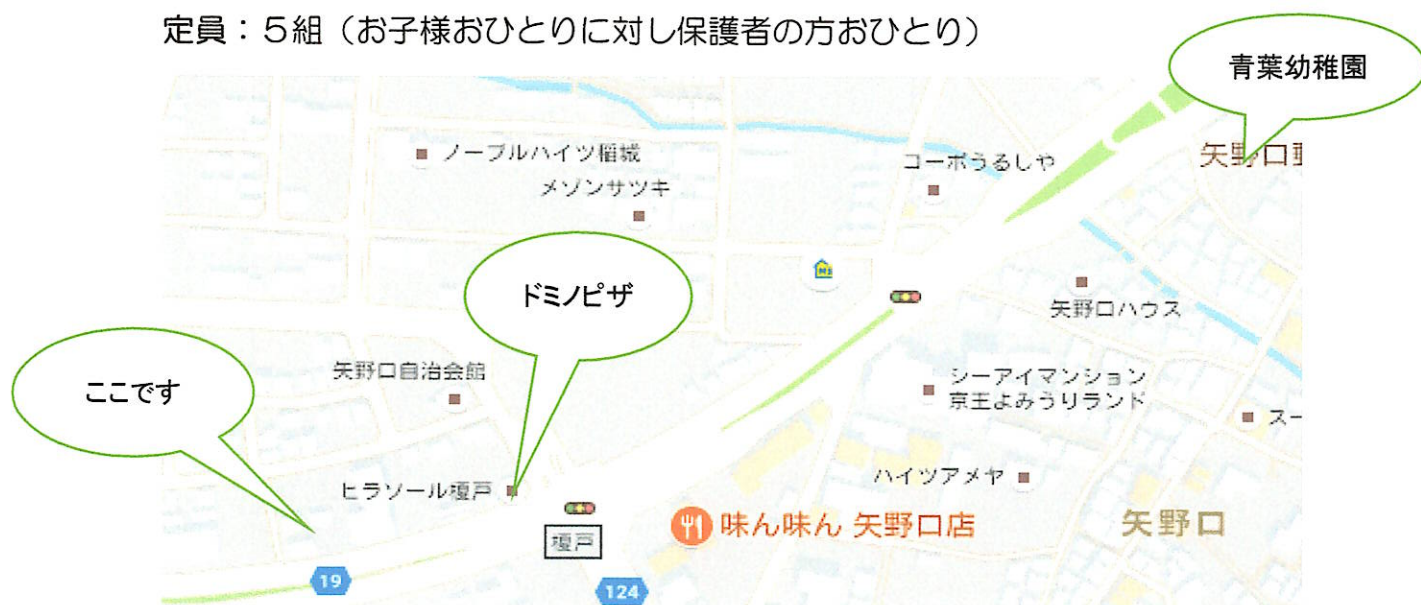 定員：5組（お子様おひとりに対し保護者の方おひとり）
青葉幼稚園
ノーブルハイツ稲城
コーポうるしや
矢野口
メゾンサツキ
ドミノピザ
矢野口ハウス
矢野口自治会館
シーアイマンション
京王よみうりランド
ここです
スー
ヒラソール榎戸
ハイツアメヤ
味ん味ん 矢野口店
矢野口
榎戸
19
124